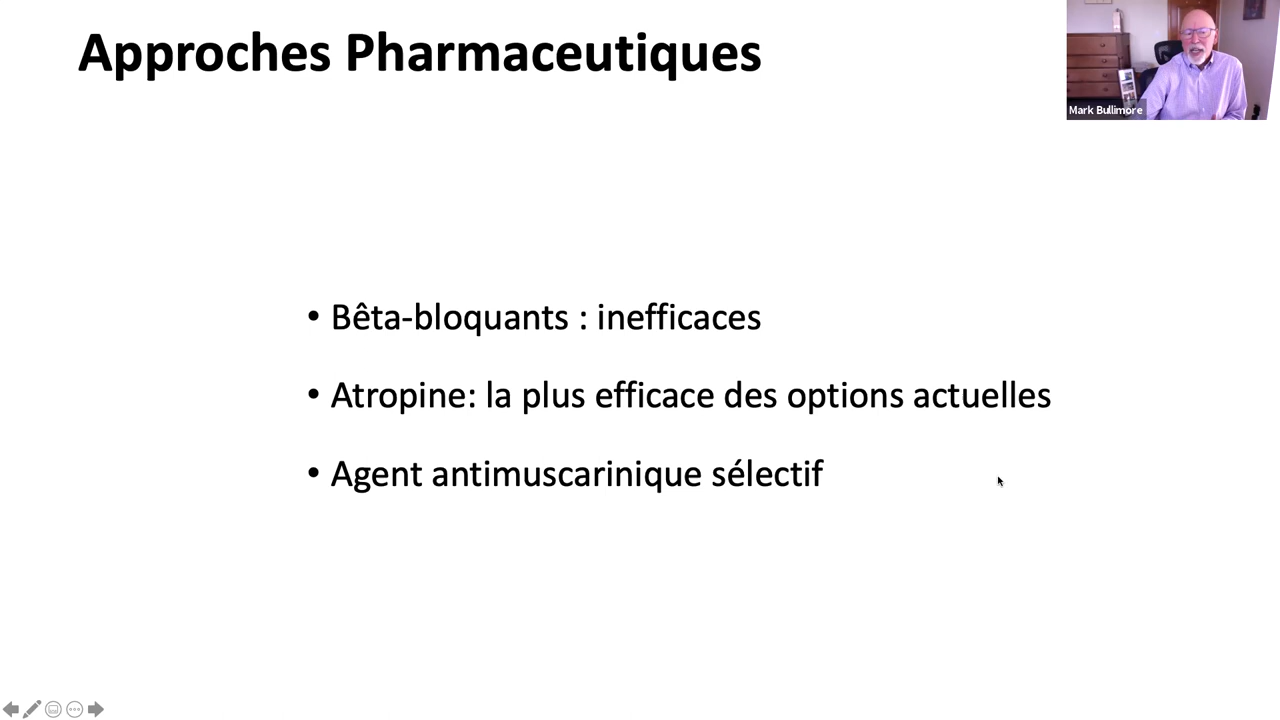 Approches Pharmaceutiques
Mark Bullimore
• Bêta-bloquants : inefficaces
• Atropine: la plus efficace des options actuelles
• Agent antimuscarinique sélectif